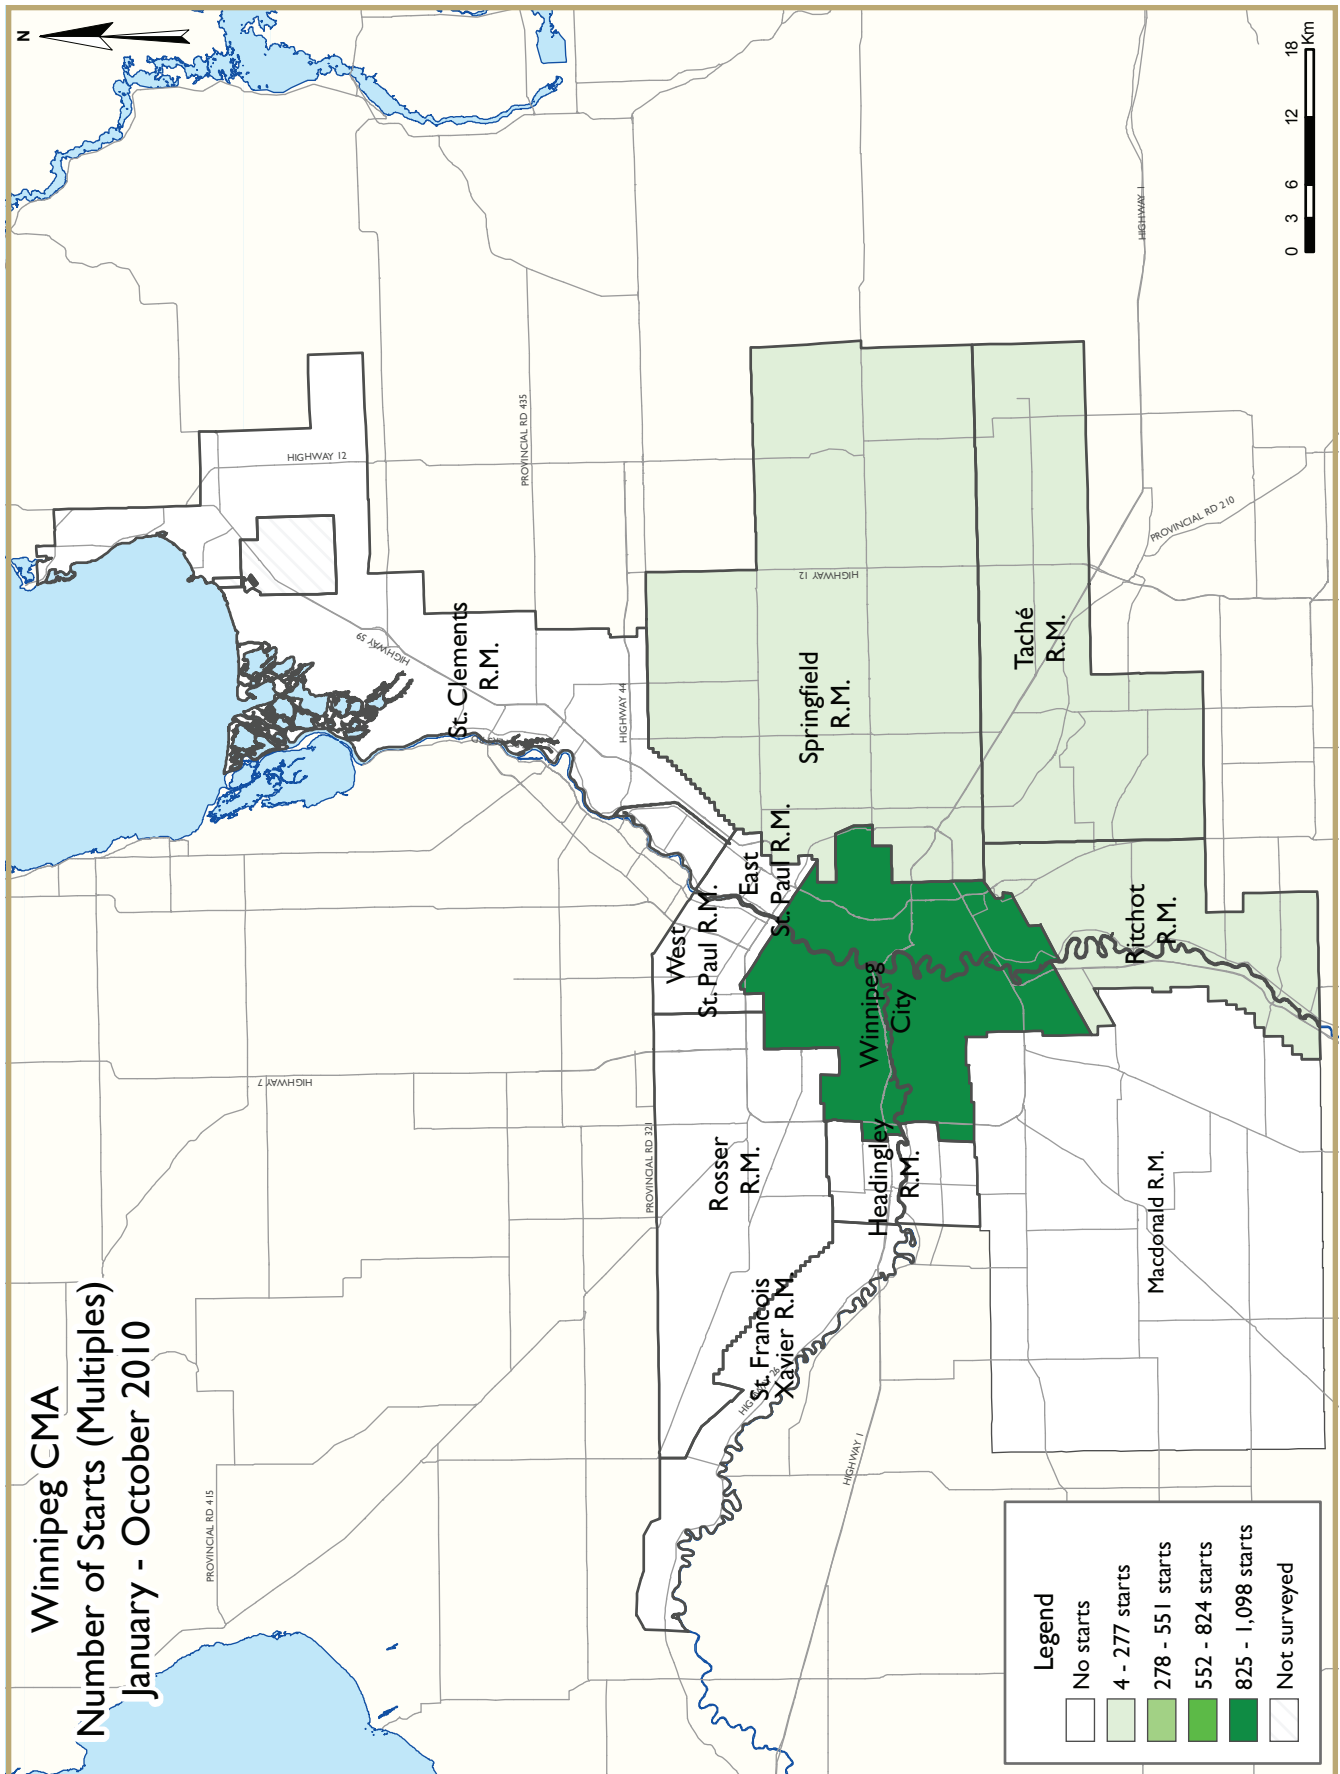 Winnipeg CMA
Number of Starts (Multiples)
January - October 2010
N
PROVINCIAL RD 415
HIGHWAY 7
HIGHWAY 12
HIGHWAY 59
PROVINCIAL RD 435
St. Clements
R.M.
HIGHWAY 44
PROVINCIAL RD 321
West
St. Paul R.M.
East
St. Paul R.M.
Rosser
R.M.
St. Francois
Xavier R.M.
Springfield
R.M.
HIGHWAY 12
Winnipeg
City
Headingley
R.M.
HIGHWAY 1
Taché
R.M.
Ritchot
R.M.
Macdonald R.M.
HIGHWAY 1
PROVINCIAL RD 210
Legend
No starts
4 - 277 starts
278 - 551 starts
552 - 824 starts
825 - 1,098 starts
Not surveyed
0 3 6 12 18
Km